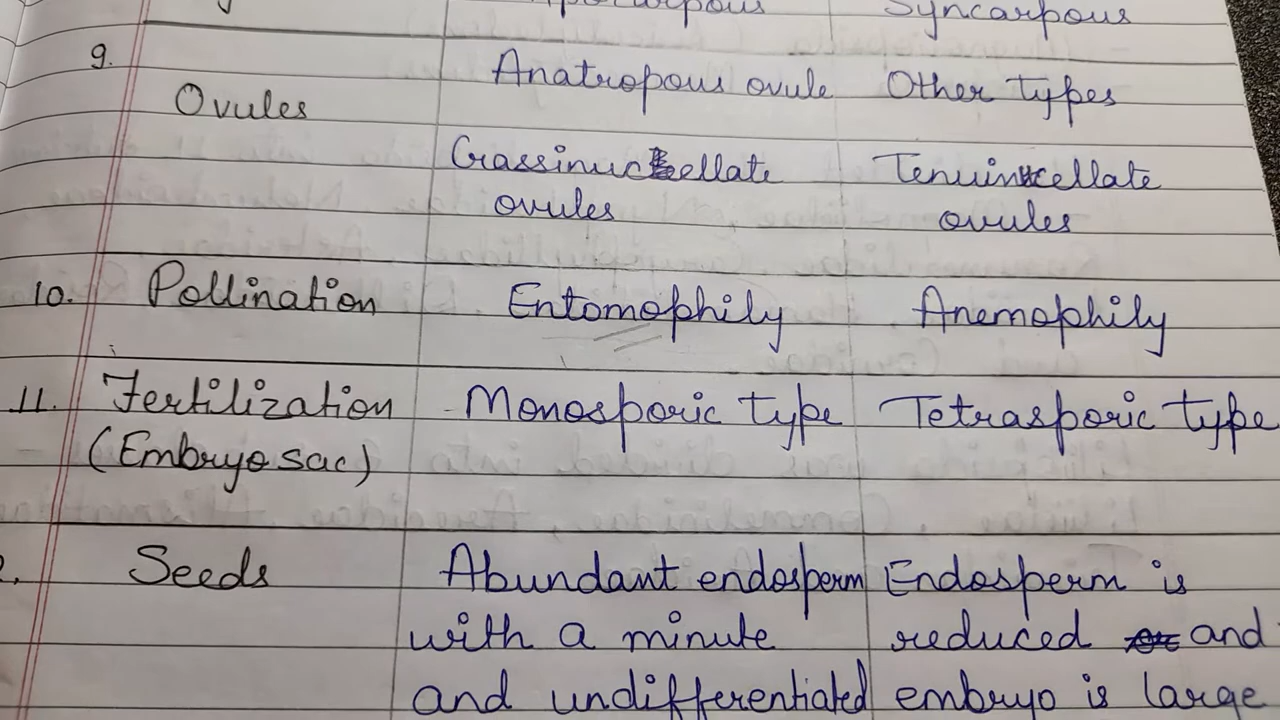 Syncarpous
9.
Anatropous ovule Other types
Ovules
Crassinucellate Tenuinucellate
ovules ovules
10. Pollination Entomophily Anemophily
11. Fertilization Monosporic type Tetrasporic type
(Embryo sac)
Seeds Abundant endosperm Endosperm is
with a minute reduced and
and undifferentiated embryo is large